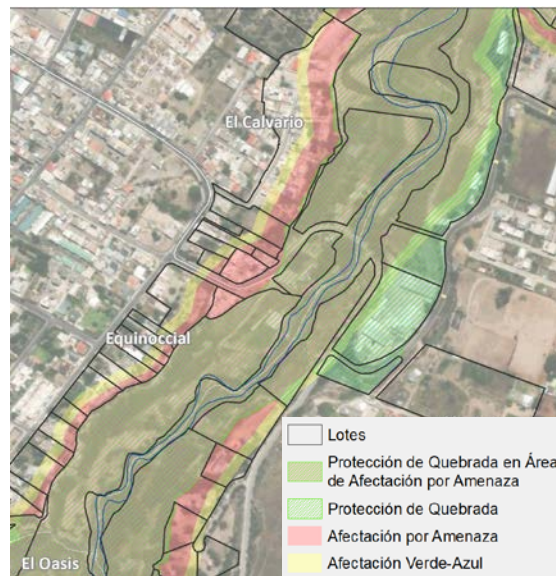 El Calvario
Equinoccial
El Oasis
Lotes
Protección de Quebrada en Área
de Afectación por Amenaza
Protección de Quebrada
Afectación por Amenaza
Afectación Verde-Azul